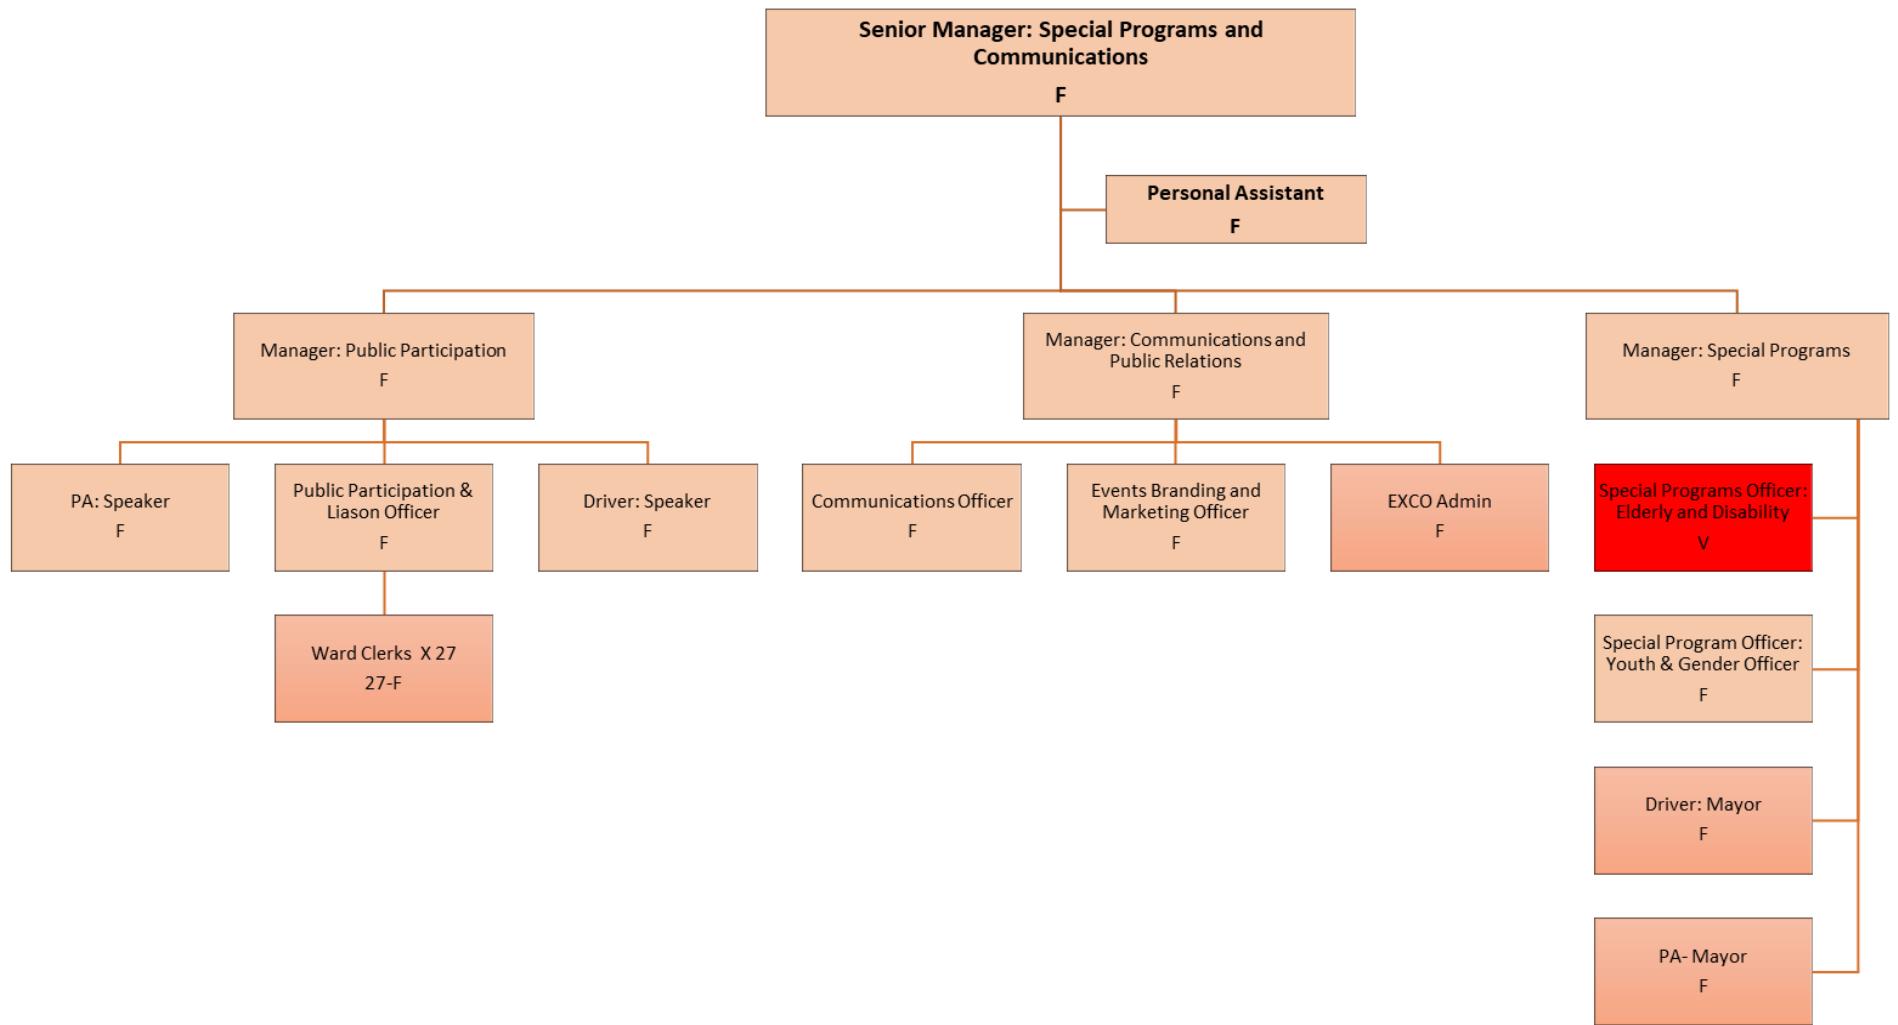 Senior Manager: Special Programs and
Communications
F
Personal Assistant
F
Manager: Public Participation
F
Manager: Communications and
Public Relations
F
Manager: Special Programs
F
PA: Speaker
F
Public Participation &
Liason Officer
F
Driver: Speaker
F
Communications Officer
F
Events Branding and
Marketing Officer
F
EXCO Admin
F
Special Programs Officer:
Elderly and Disability
V
Ward Clerks X 27
27-F
Special Program Officer:
Youth & Gender Officer
F
Driver: Mayor
F
PA- Mayor
F